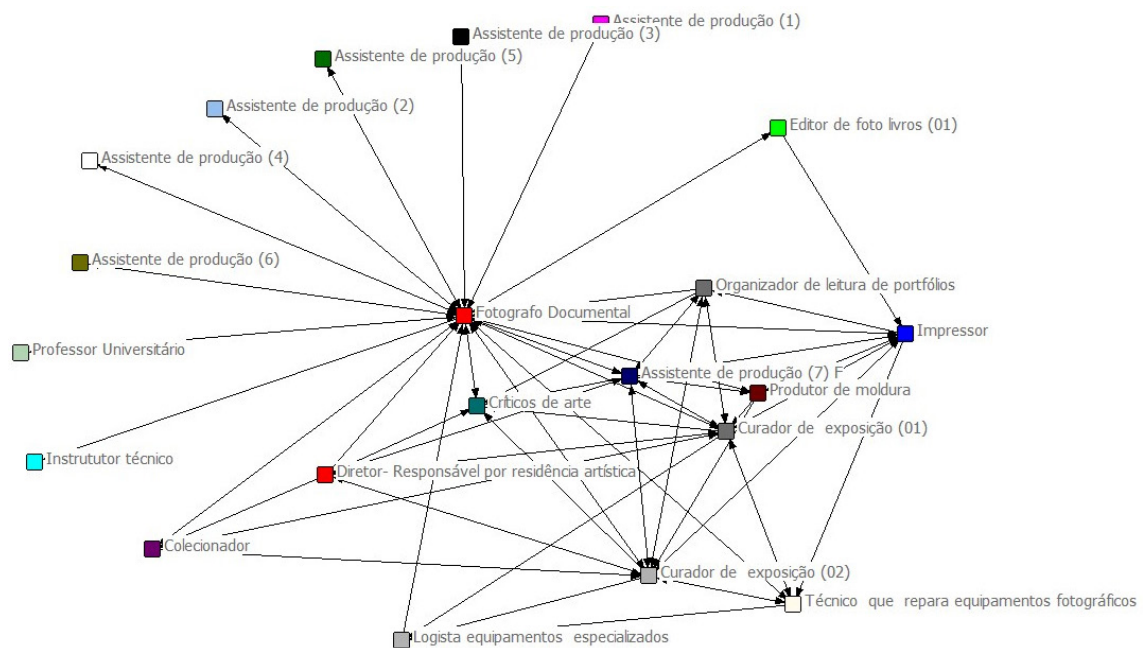 Assistente de produção (1)
Assistente de produção (3)
Assistente de produção (5)
Assistente de produção (2)
Editor de foto livros (01)
Assistente de produção (4)
Assistente de produção (6)
Organizador de leitura de portfólios
Fotografo Documental
Impressor
Professor Universitário
Assistente de produção (7) F
Produtor de moldura
Críticos de arte
Curador de exposição (01)
Instrututor técnico
Diretor- Responsável por residência artística
Colecionador
Curador de exposição (02)
Técnico que repara equipamentos fotográficos
Logista equipamentos especializados